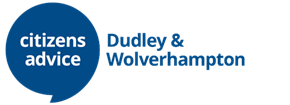 citizens
advice
Dudley &
Wolverhampton